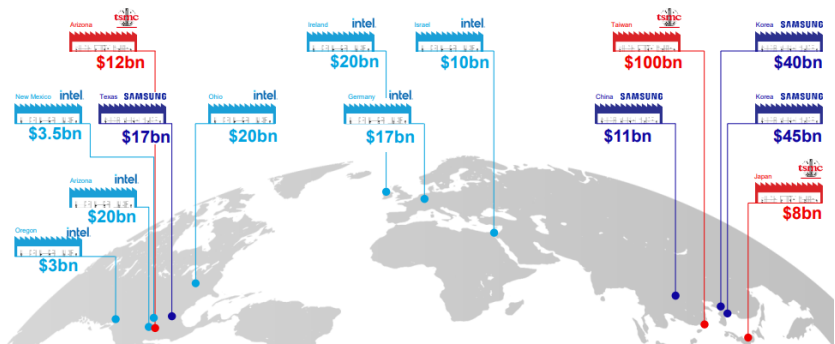 Arizona tsmc
$12bn
Ireland intel
$20bn
Israel intel
$10bn
Taiwan tsmc
$100bn
Korea SAMSUNG
$40bn
New Mexico intel
$3.5bn
Texas SAMSUNG
$17bn
Ohio intel
$20bn
Germany intel
$17bn
China SAMSUNG
$11bn
Korea SAMSUNG
$45bn
Arizona intel
$20bn
Japan tsmc
$8bn
Oregon intel
$3bn